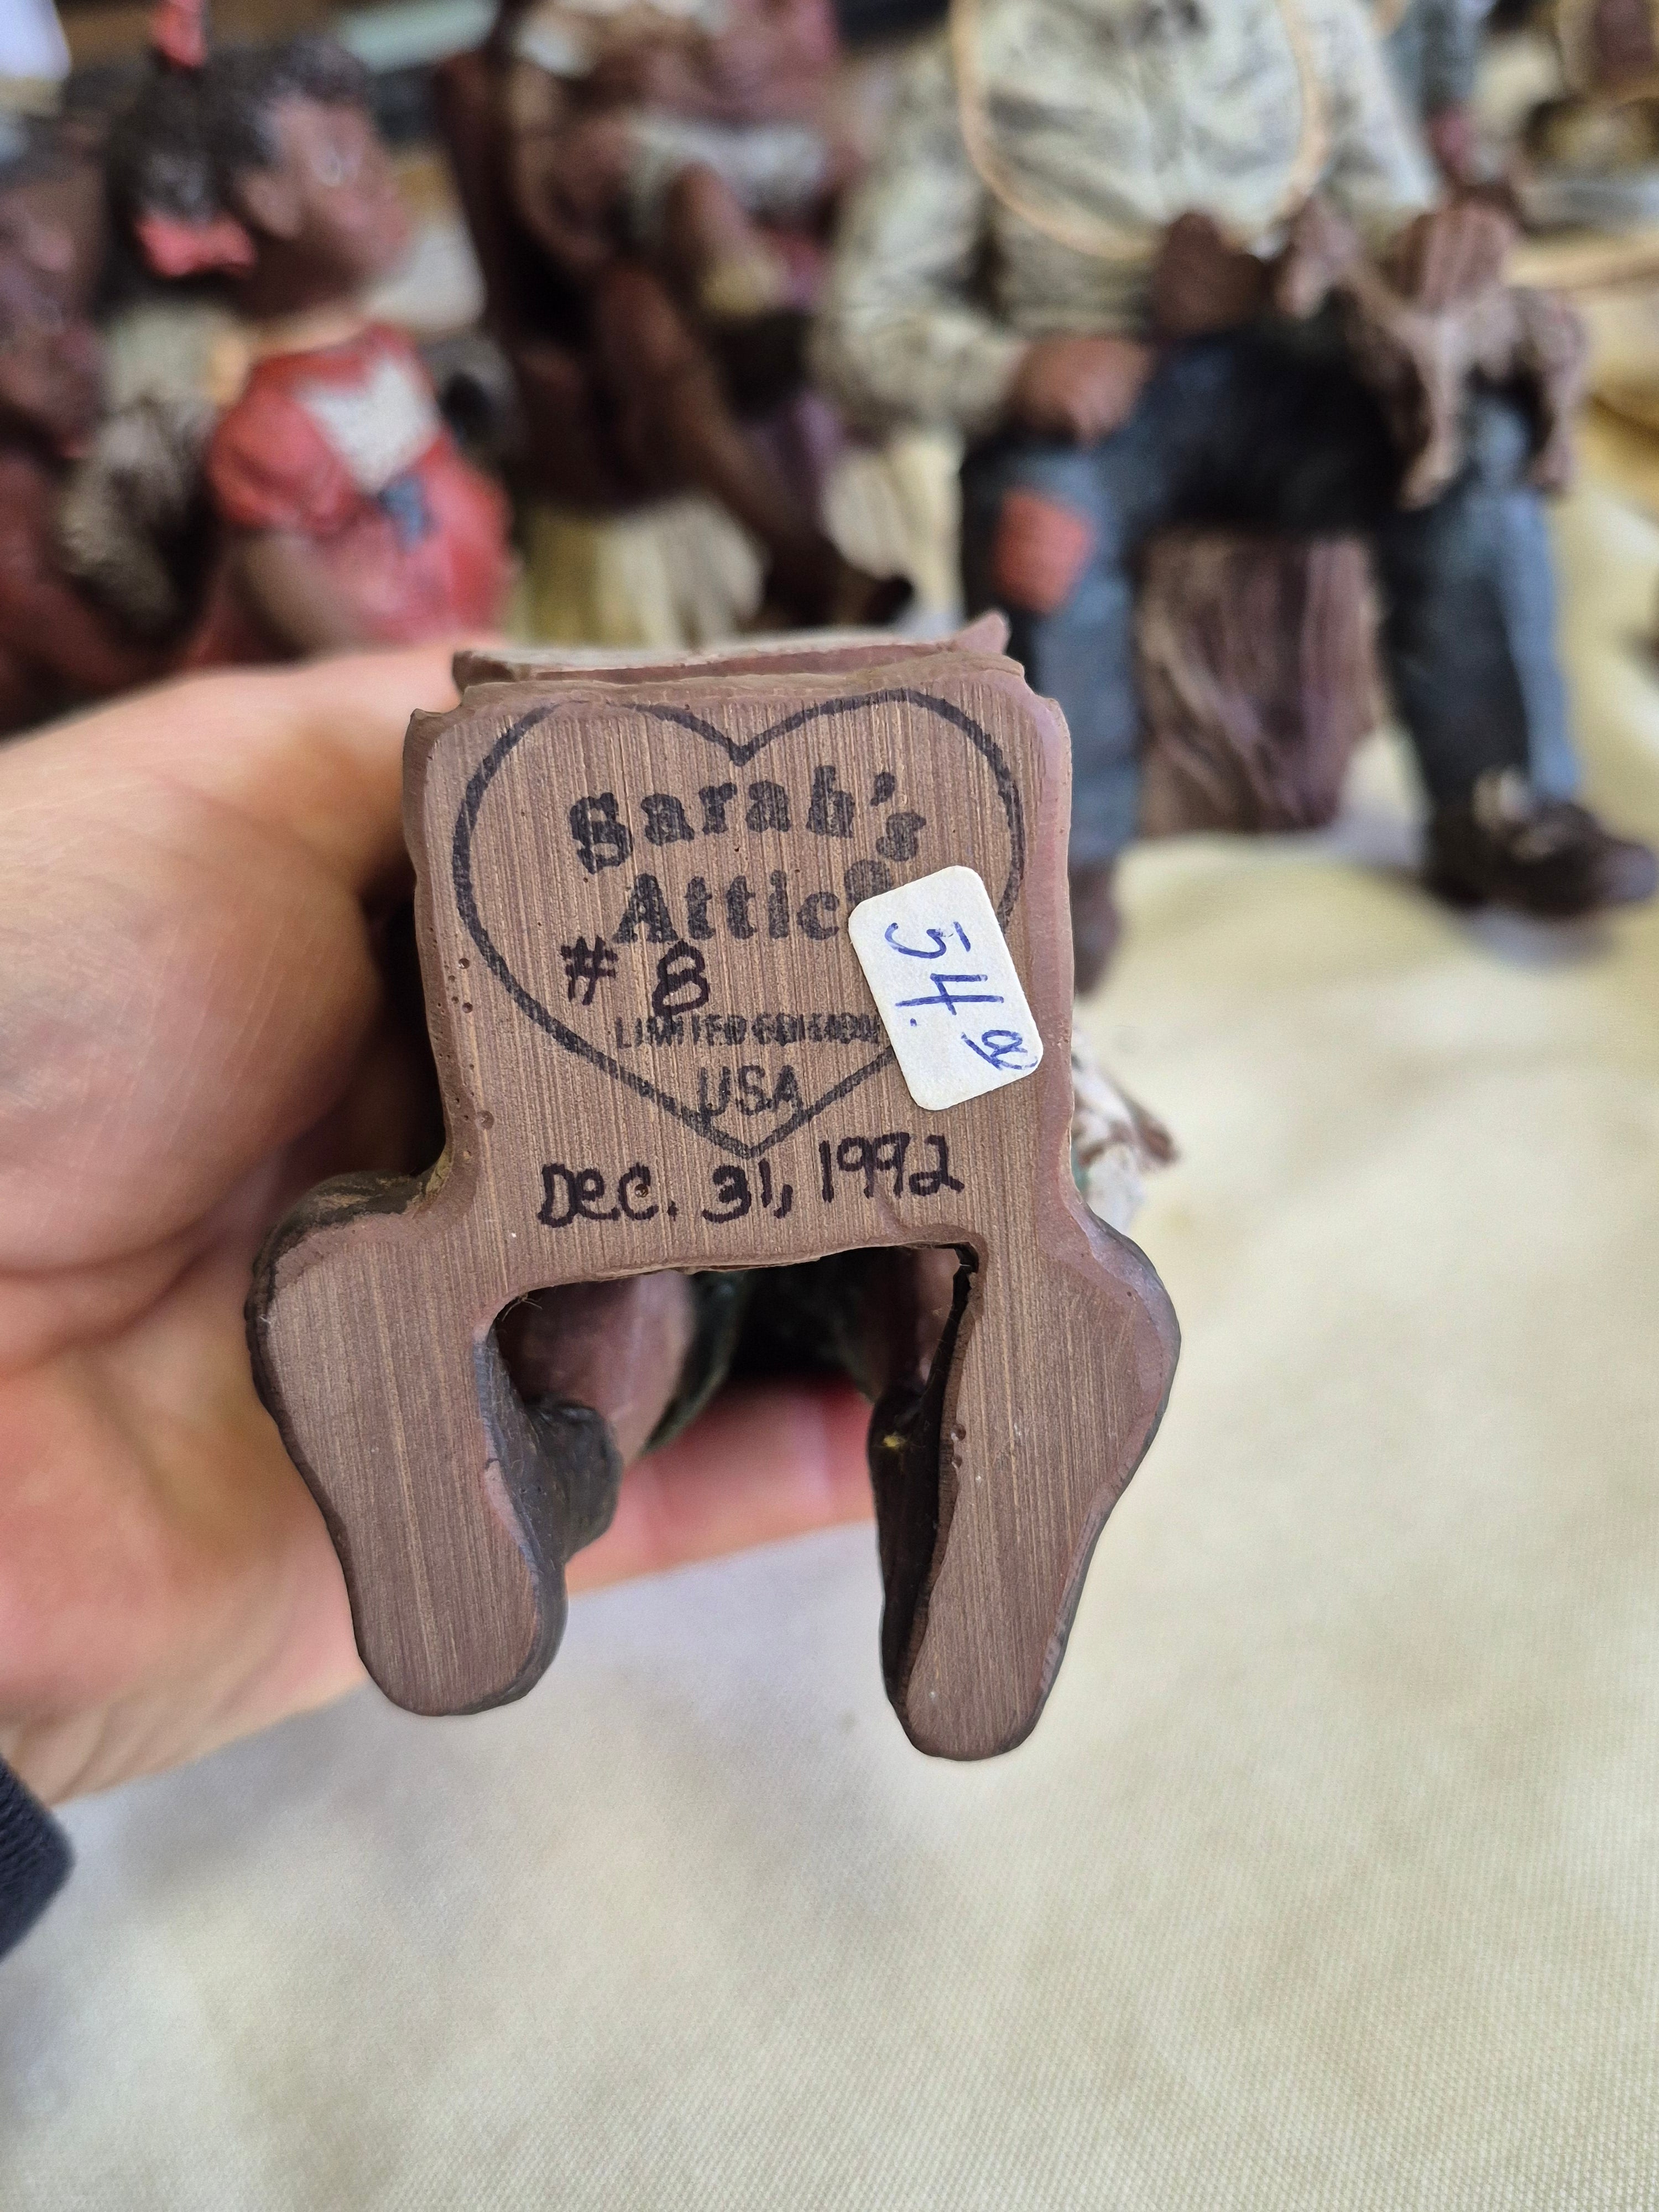 Sarah's
Attic®
# 8
LIMITED EDITION
USA
Dec. 31, 1992
54.00